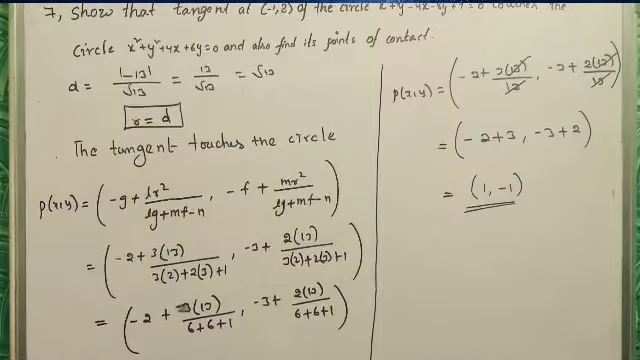 7, Show that tangent at (-1,2) of the circle x²+y²-4x-8y+7=0 touches the
Circle x²+y²+4x+6y=0 and also find its points of contact.
d = |-13| / √13 = 13 / √13 = √13
r = d
The tangent touches the circle
p(x,y) = ( -g + lr² / lg+mf-n , -f + mr² / lg+mf-n )
= ( -2 + 3(13) / 3(2)+2(3)+1 , -3 + 2(13) / 3(2)+2(3)+1 )
= ( -2 + 3(13) / 6+6+1 , -3 + 2(13) / 6+6+1 )
p(x,y) = ( -2 + 3(13) / 13 , -3 + 2(13) / 13 )
= ( -2+3 , -3+2 )
= (1, -1)